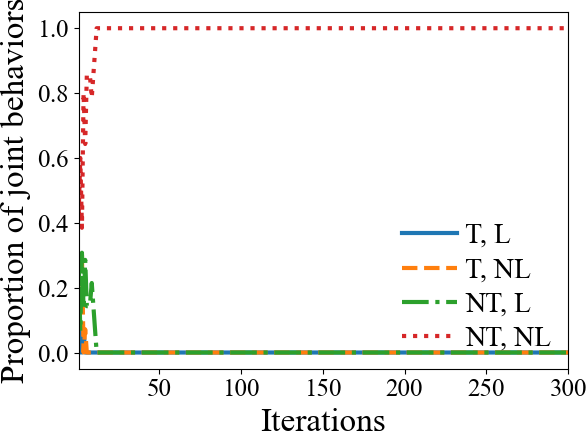 Proportion of joint behaviors
1.0
0.8
0.6
0.4
0.2
0.0
T, L
T, NL
NT, L
NT, NL
50 100 150 200 250 300
Iterations